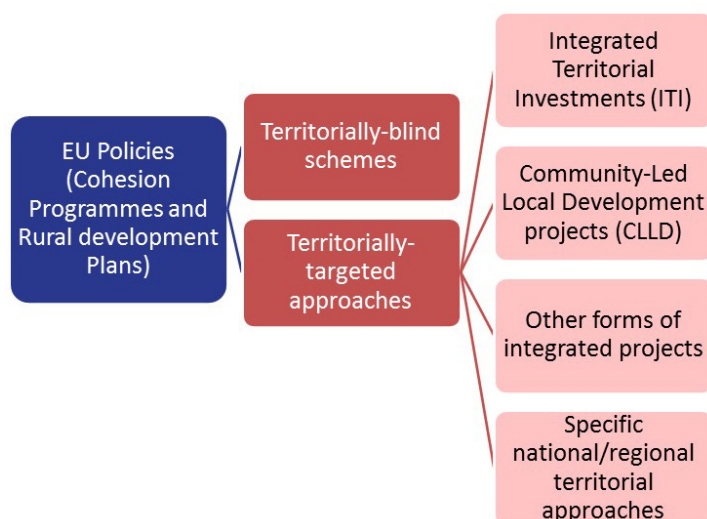 EU Policies
(Cohesion
Programmes and
Rural development
Plans)
Territorially-blind
schemes
Territorially-
targeted
approaches
Integrated
Territorial
Investments (ITI)
Community-Led
Local Development
projects (CLLD)
Other forms of
integrated projects
Specific
national/regional
territorial
approaches